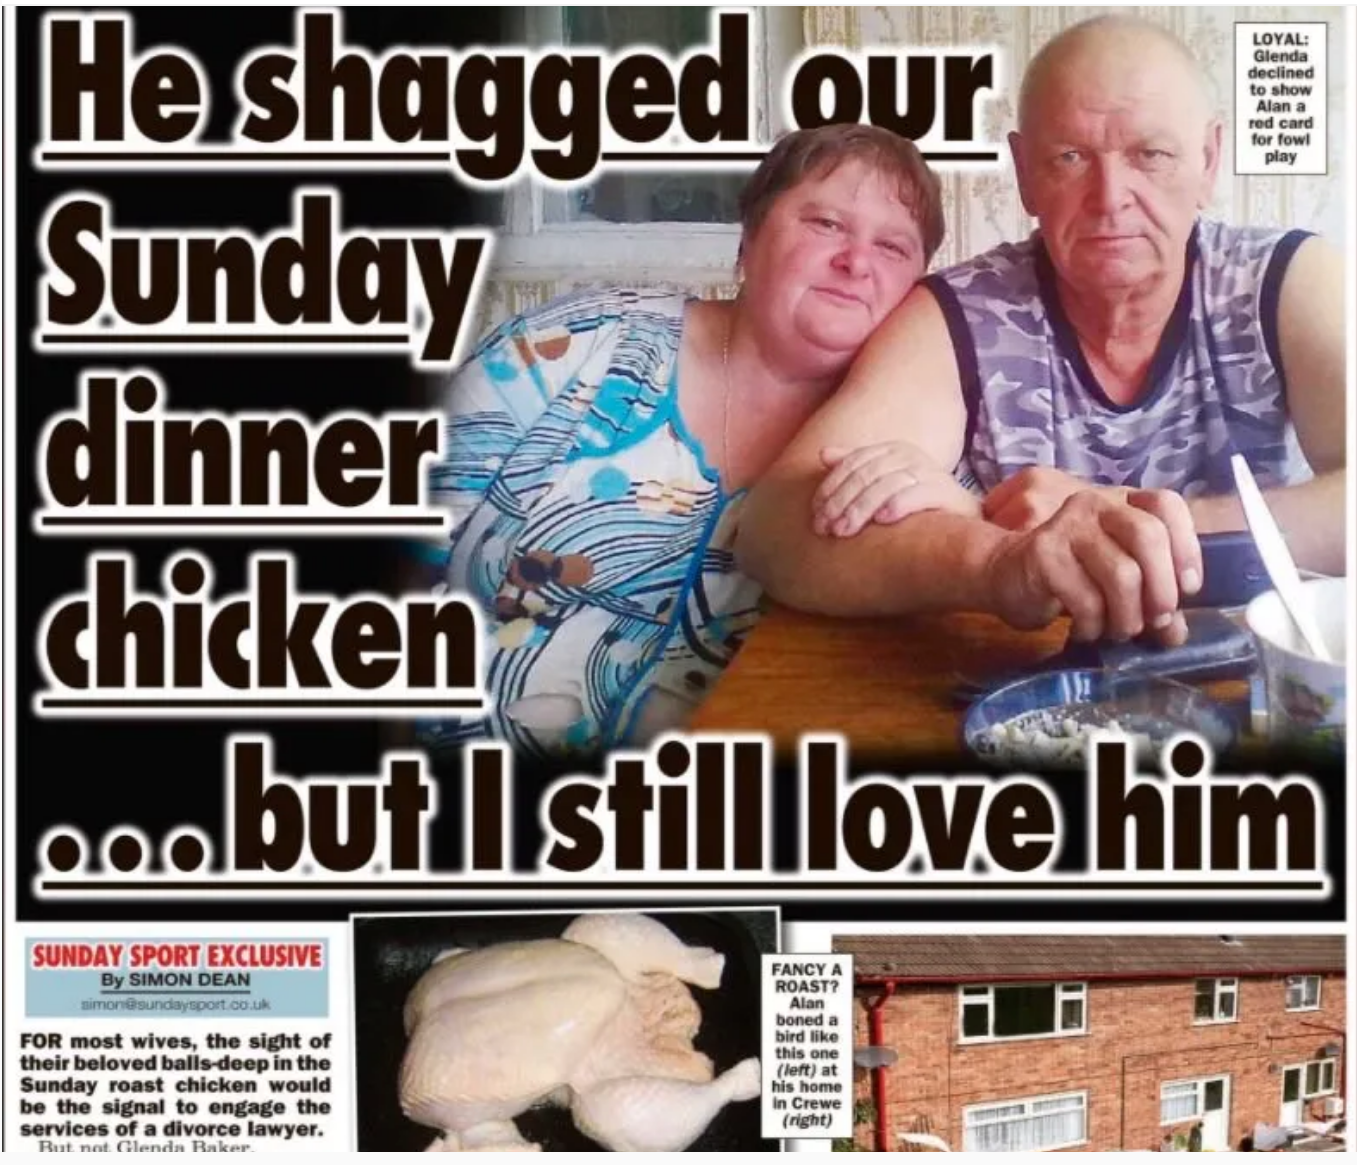 He shagged our
Sunday
dinner
chicken
...but I still love him
LOYAL:
Glenda
declined
to show
Alan a
red card
for fowl
play
SUNDAY SPORT EXCLUSIVE
By SIMON DEAN
simon@sundaysport.co.uk
FOR most wives, the sight of
their beloved balls-deep in the
Sunday roast chicken would
be the signal to engage the
services of a divorce lawyer.
But not Glenda Baker.
FANCY A
ROAST?
Alan
boned a
bird like
this one
(left) at
his home
in Crewe
(right)